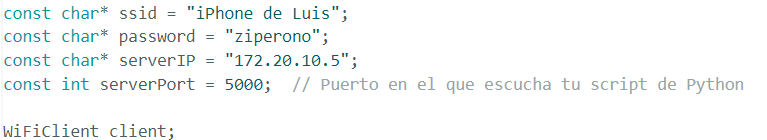 const char* ssid = "iPhone de Luis";
const char* password = "ziperono";
const char* serverIP = "172.20.10.5";
const int serverPort = 5000;  // Puerto en el que escucha tu script de Python
WiFiClient client;